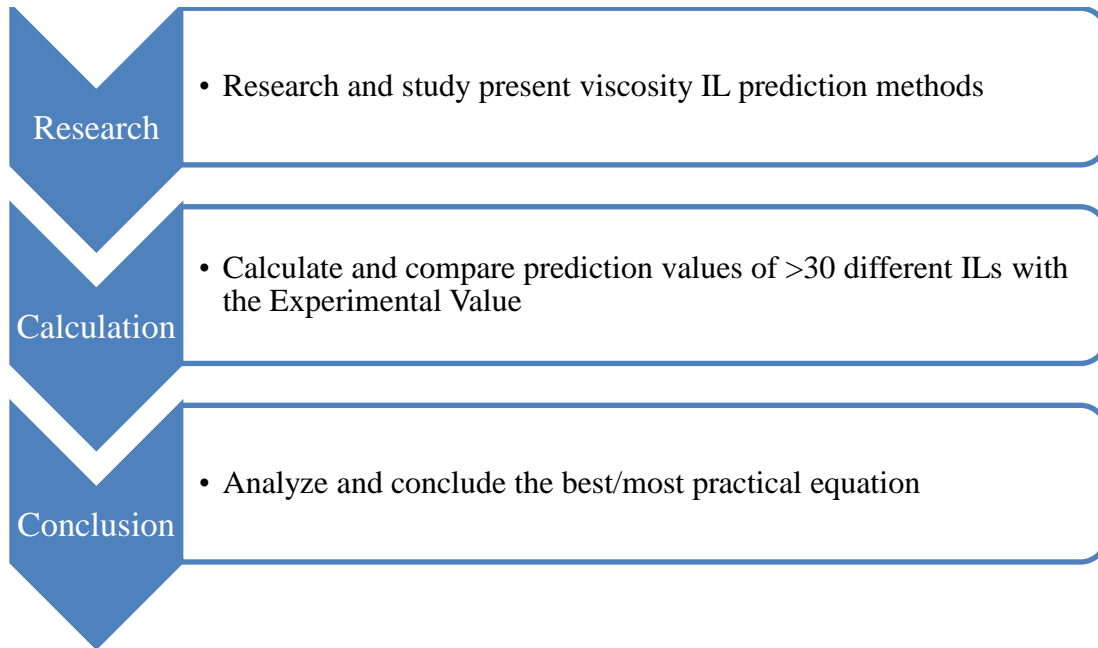 Research
• Research and study present viscosity IL prediction methods
Calculation
• Calculate and compare prediction values of >30 different ILs with
the Experimental Value
Conclusion
• Analyze and conclude the best/most practical equation